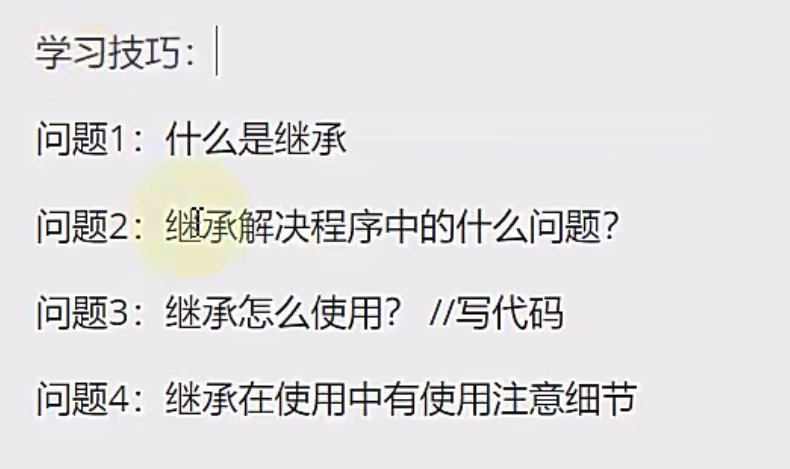 学习技巧：
问题1：什么是继承
问题2：继承解决程序中的什么问题？
问题3：继承怎么使用？ //写代码
问题4：继承在使用中有使用注意细节